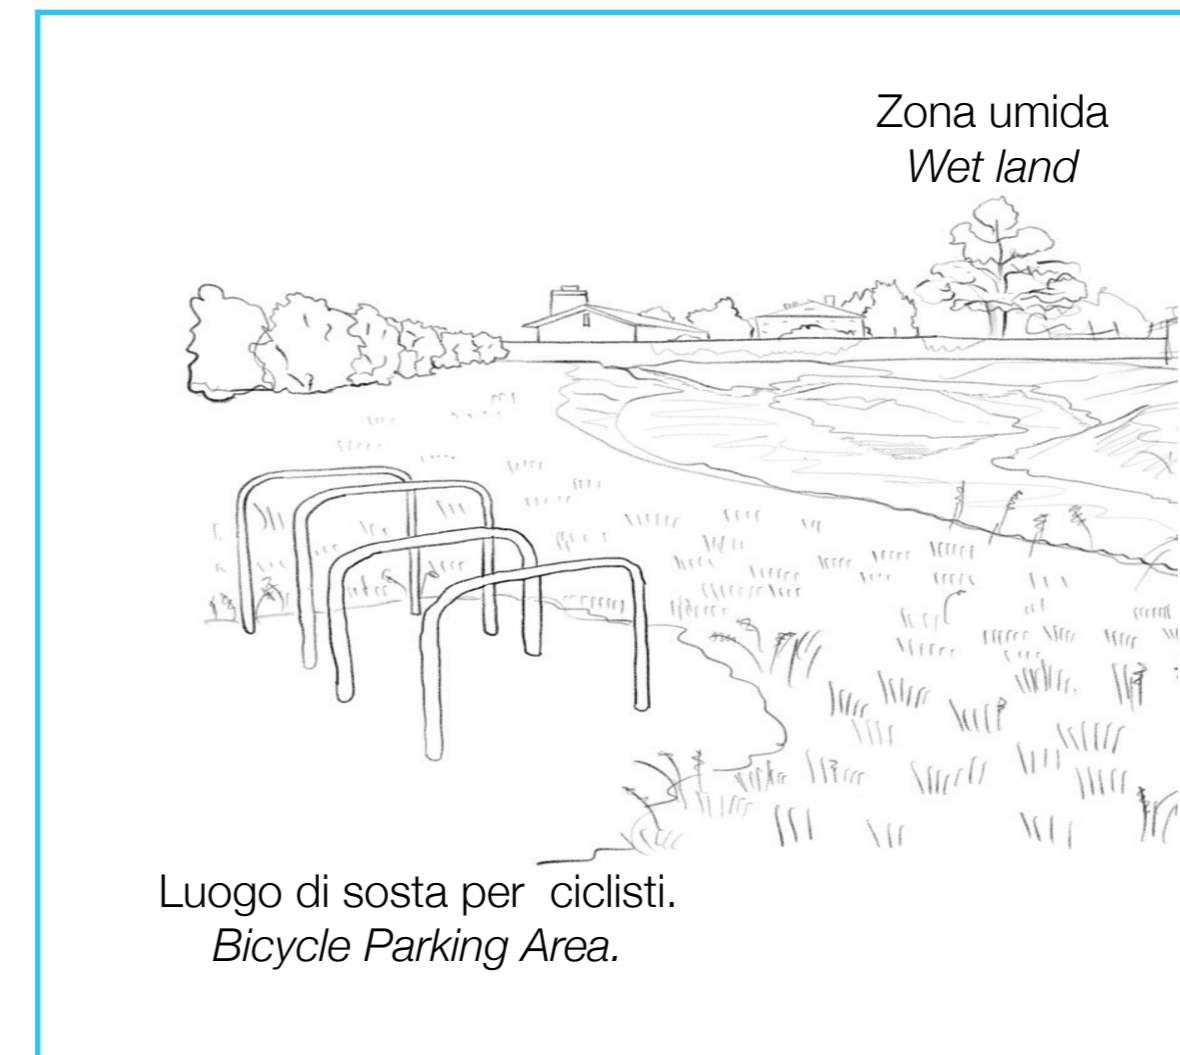 Zona umida
Wet land
Luogo di sosta per  ciclisti.
Bicycle Parking Area.